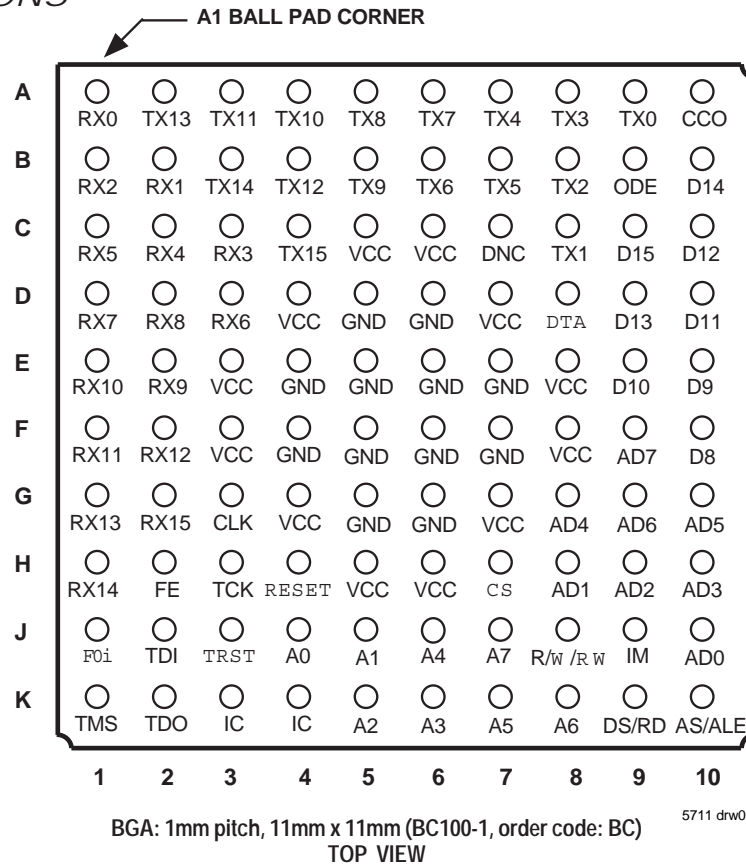 ONS
A1 BALL PAD CORNER
A
RX0 TX13 TX11 TX10 TX8 TX7 TX4 TX3 TX0 CCO
B
RX2 RX1 TX14 TX12 TX9 TX6 TX5 TX2 ODE D14
C
RX5 RX4 RX3 TX15 VCC VCC DNC TX1 D15 D12
D
RX7 RX8 RX6 VCC GND GND VCC DTA D13 D11
E
RX10 RX9 VCC GND GND GND GND VCC D10 D9
F
RX11 RX12 VCC GND GND GND GND VCC AD7 D8
G
RX13 RX15 CLK VCC GND GND VCC AD4 AD6 AD5
H
RX14 FE TCK RESET VCC VCC CS AD1 AD2 AD3
J
F0i TDI TRST A0 A1 A4 A7 R/W /RW IM AD0
K
TMS TDO IC IC A2 A3 A5 A6 DS/RD AS/ALE
1 2 3 4 5 6 7 8 9 10
5711 drw0
BGA: 1mm pitch, 11mm x 11mm (BC100-1, order code: BC)
TOP VIEW